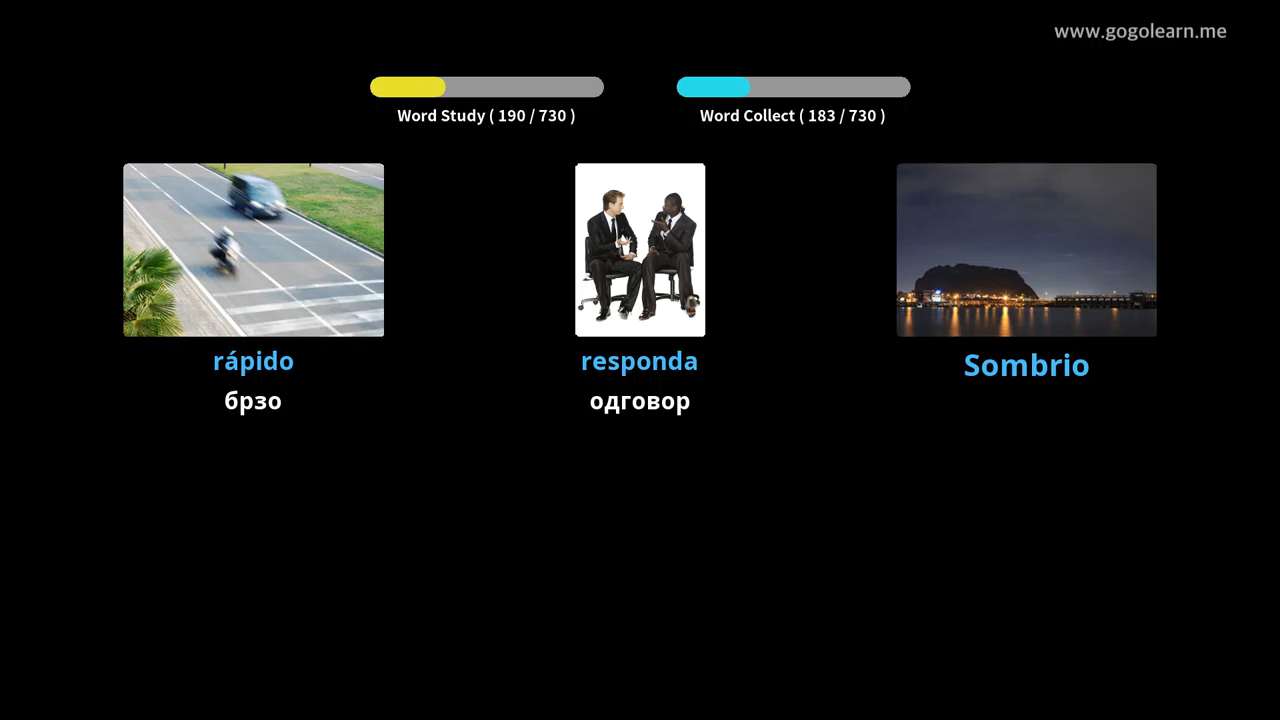 www.gogolearn.me
Word Study ( 190 / 730 )
Word Collect ( 183 / 730 )
rápido
responda
Sombrio
брзо
одговор